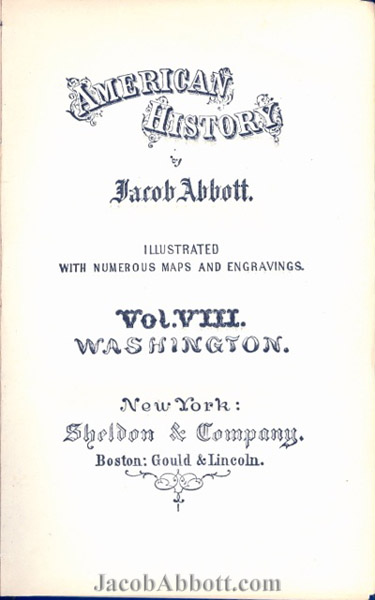 AMERICAN
HISTORY
by
Jacob Abbott.
ILLUSTRATED
WITH NUMEROUS MAPS AND ENGRAVINGS.
Vol. VIII.
WASHINGTON.
New York:
Sheldon & Company.
Boston: Gould & Lincoln.
JacobAbbott.com